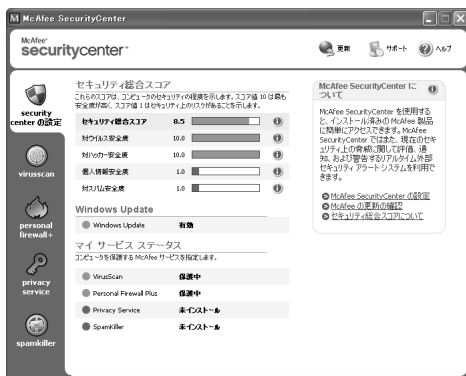 McAfee SecurityCenter
McAfee®
securitycenter™
更新
サポート
ヘルプ
security
center の設定
virusscan
personal
firewall+
privacy
service
spamkiller
セキュリティ総合スコア
これらのスコアは、コンピュータのセキュリティの程度を示します。スコア値 10 は最も
安全度が高く、スコア値 1 はセキュリティ上のリスクがあることを示します。
セキュリティ総合スコア 8.5
対ウイルス安全度 10.0
対ハッカー安全度 10.0
個人情報安全度 1.0
対スパム安全度 1.0
Windows Update
Windows Update 有効
マイ サービス ステータス
コンピュータを保護する McAfee サービスを指定します。
VirusScan 保護中
Personal Firewall Plus 保護中
Privacy Service 未インストール
SpamKiller 未インストール
McAfee SecurityCenter に
ついて
McAfee SecurityCenter を使用する
と、インストール済みの McAfee 製品
に簡単にアクセスできます。McAfee
SecurityCenter ではまた、現在のセキ
ュリティ上の脅威に関して評価、通
知、および警告するリアルタイム外部
セキュリティ アラート システムを利用で
きます。
McAfee SecurityCenter の設定
McAfee の更新の確認
セキュリティ総合スコアについて